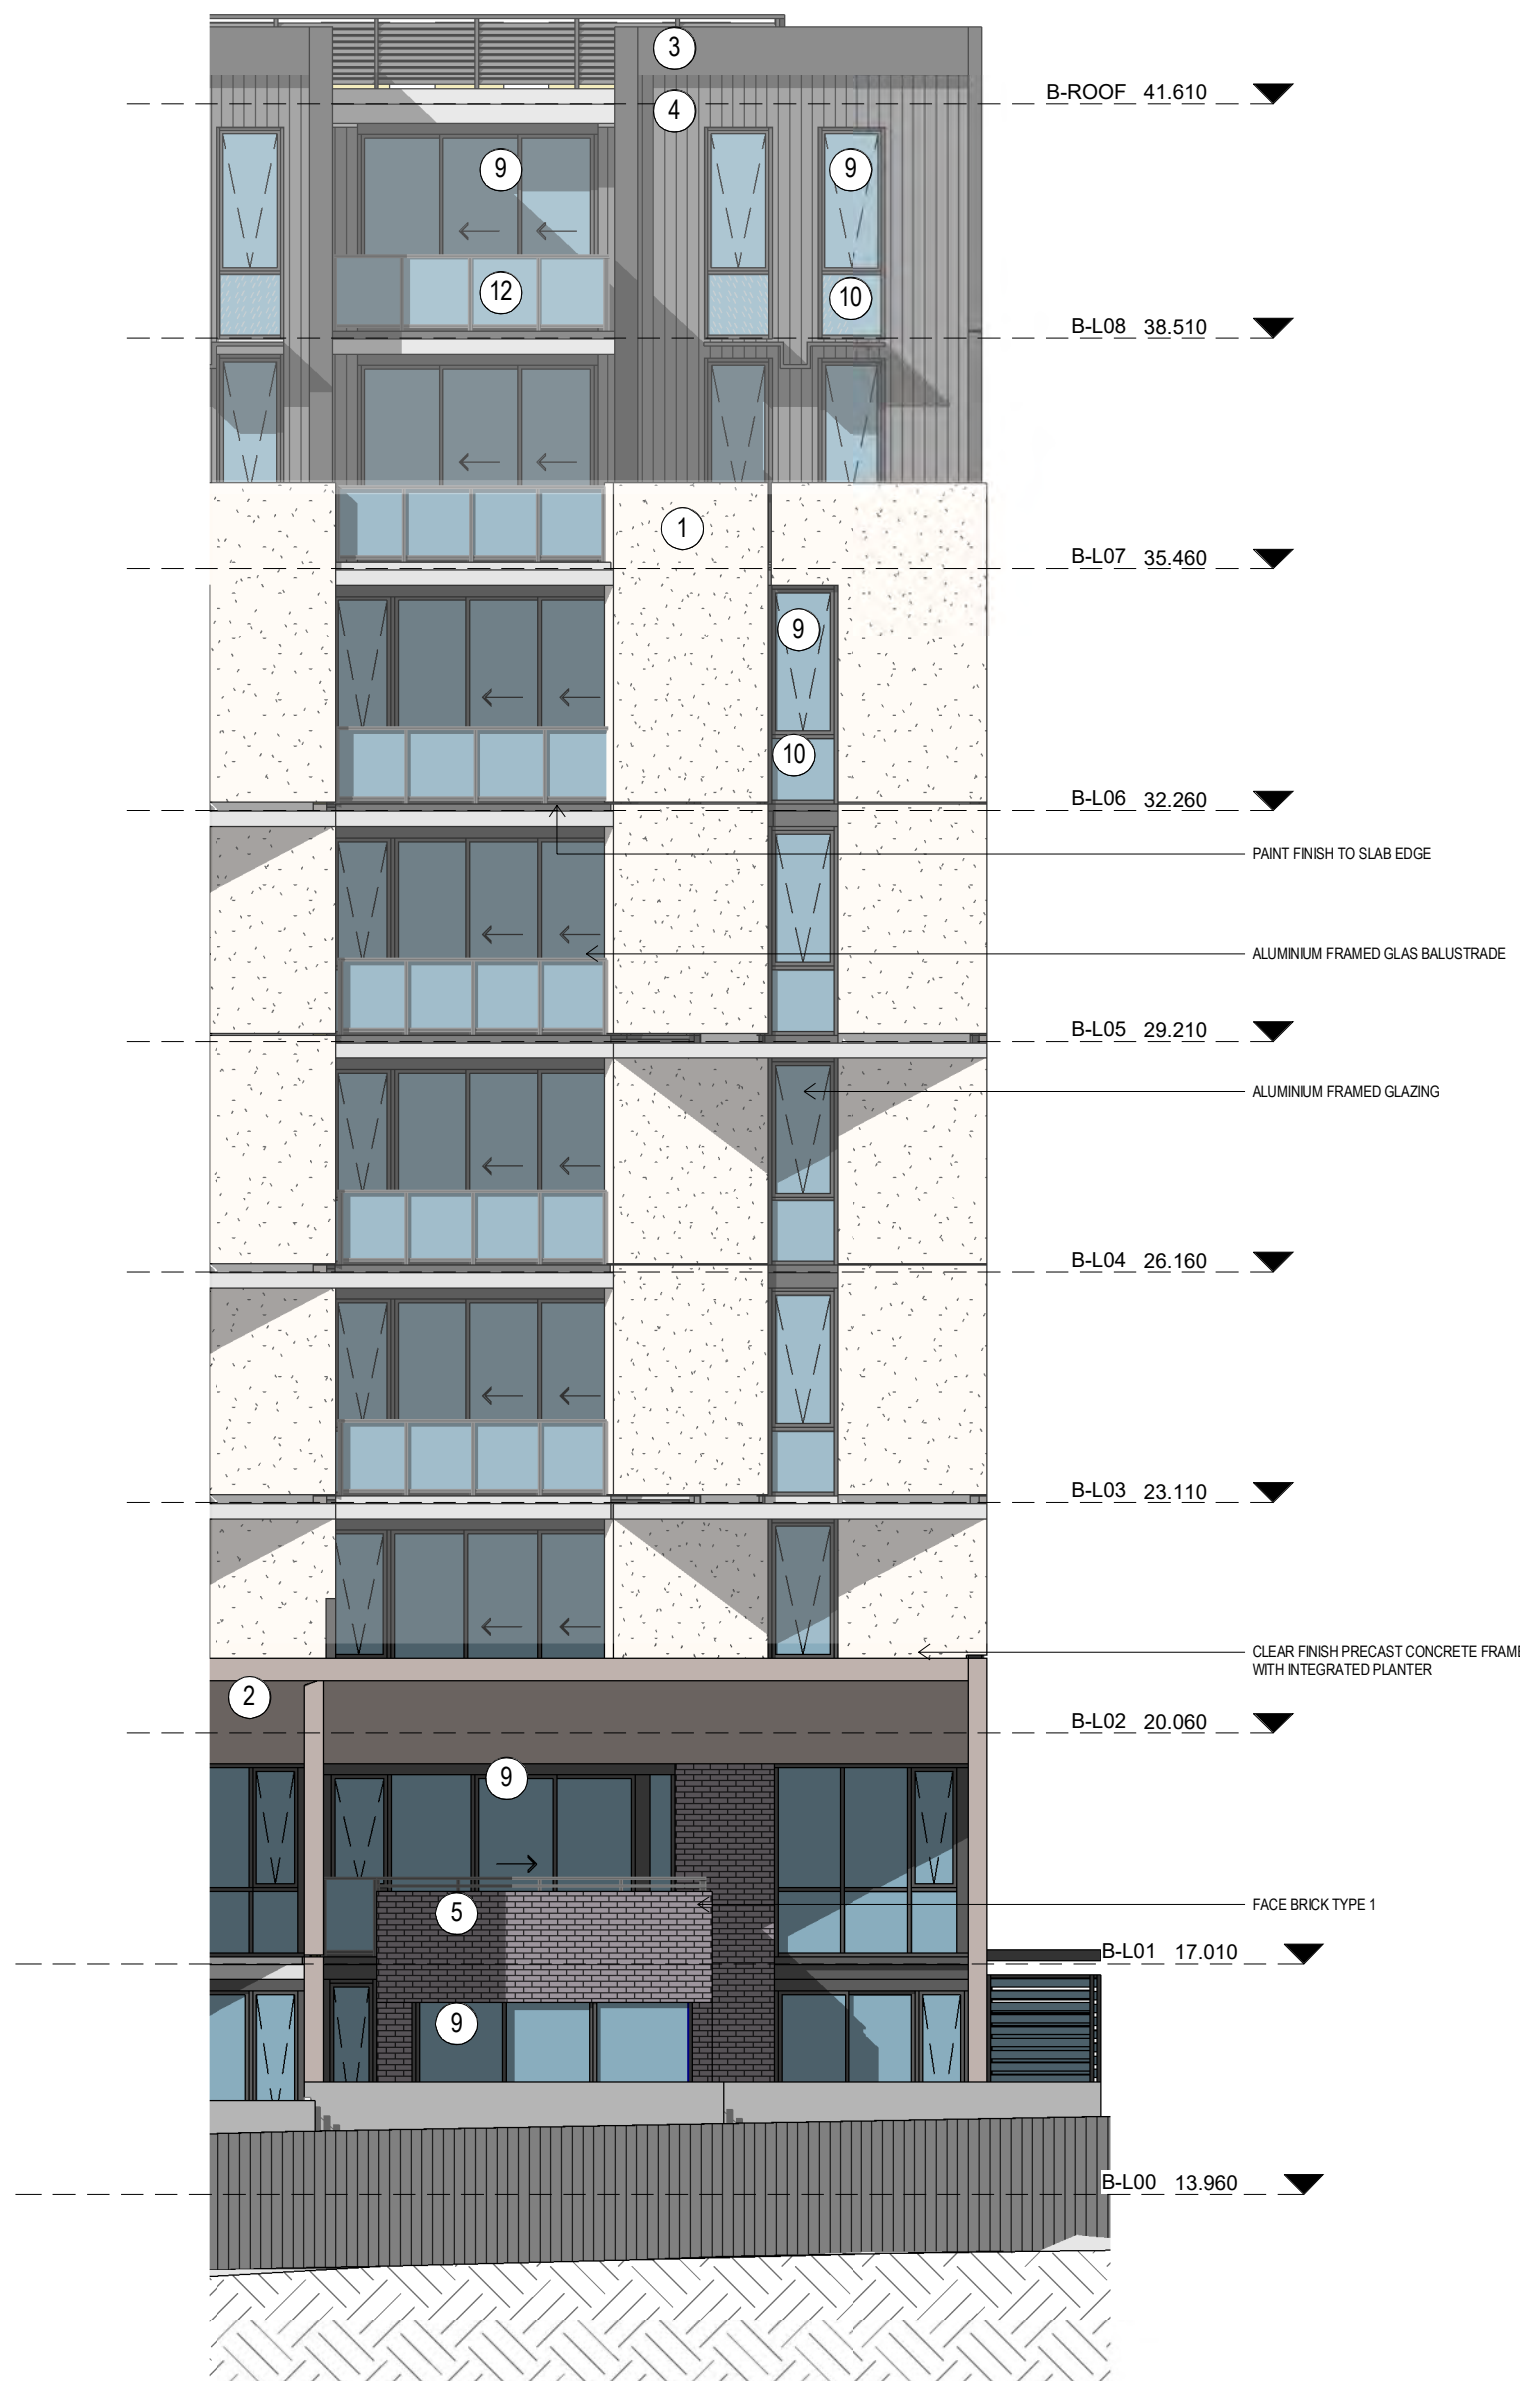 3
B-ROOF 41.610
4
9
9
12
10
B-L08 38.510
1
B-L07 35.460
9
10
B-L06 32.260
PAINT FINISH TO SLAB EDGE
ALUMINIUM FRAMED GLAS BALUSTRADE
B-L05 29.210
ALUMINIUM FRAMED GLAZING
B-L04 26.160
B-L03 23.110
CLEAR FINISH PRECAST CONCRETE FRAME
WITH INTEGRATED PLANTER
2
B-L02 20.060
9
5
FACE BRICK TYPE 1
B-L01 17.010
9
B-L00 13.960